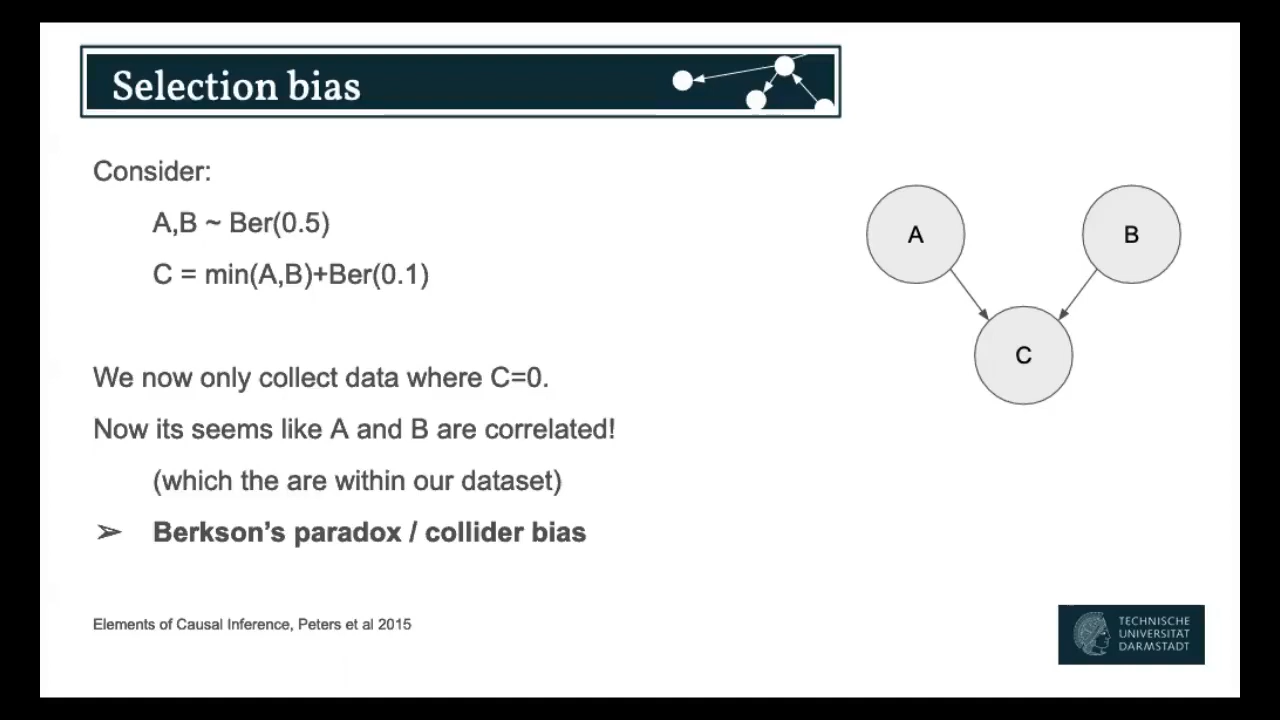 Selection bias
Consider:
A,B ~ Ber(0.5)
C = min(A,B)+Ber(0.1)
A
B
C
We now only collect data where C=0.
Now its seems like A and B are correlated!
(which the are within our dataset)
➢ Berkson's paradox / collider bias
Elements of Causal Inference, Peters et al 2015
TECHNISCHE
UNIVERSITÄT
DARMSTADT